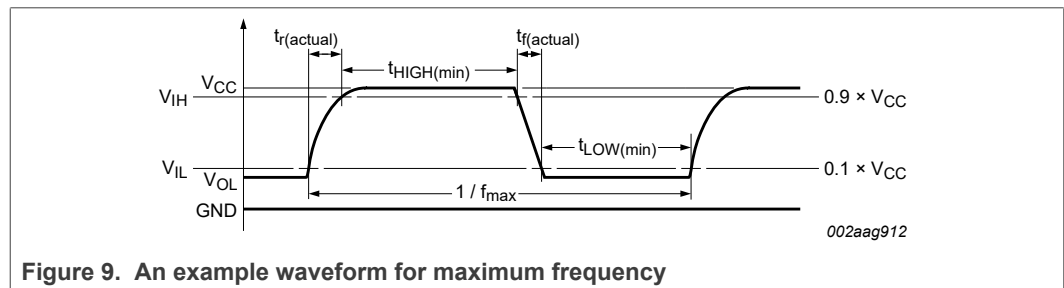 t_r(actual) t_f(actual)
t_HIGH(min)
V_CC
V_IH 0.9 × V_CC
t_LOW(min)
V_IL 0.1 × V_CC
V_OL
1 / f_max
GND
002aag912
Figure 9. An example waveform for maximum frequency